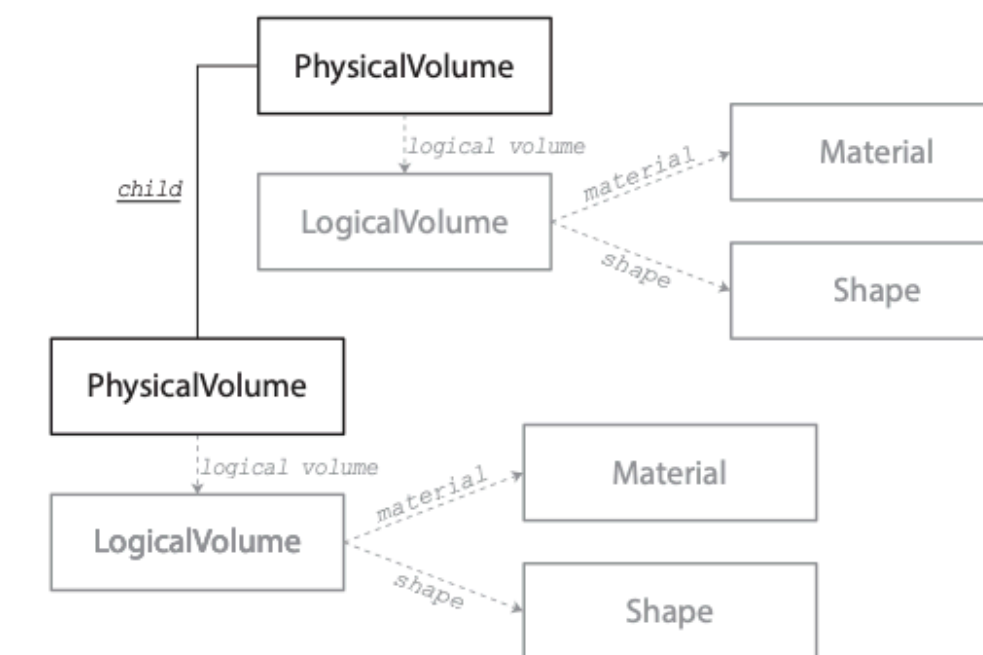 PhysicalVolume
logical volume
child
LogicalVolume
material
Material
shape
Shape
PhysicalVolume
logical volume
LogicalVolume
material
Material
shape
Shape